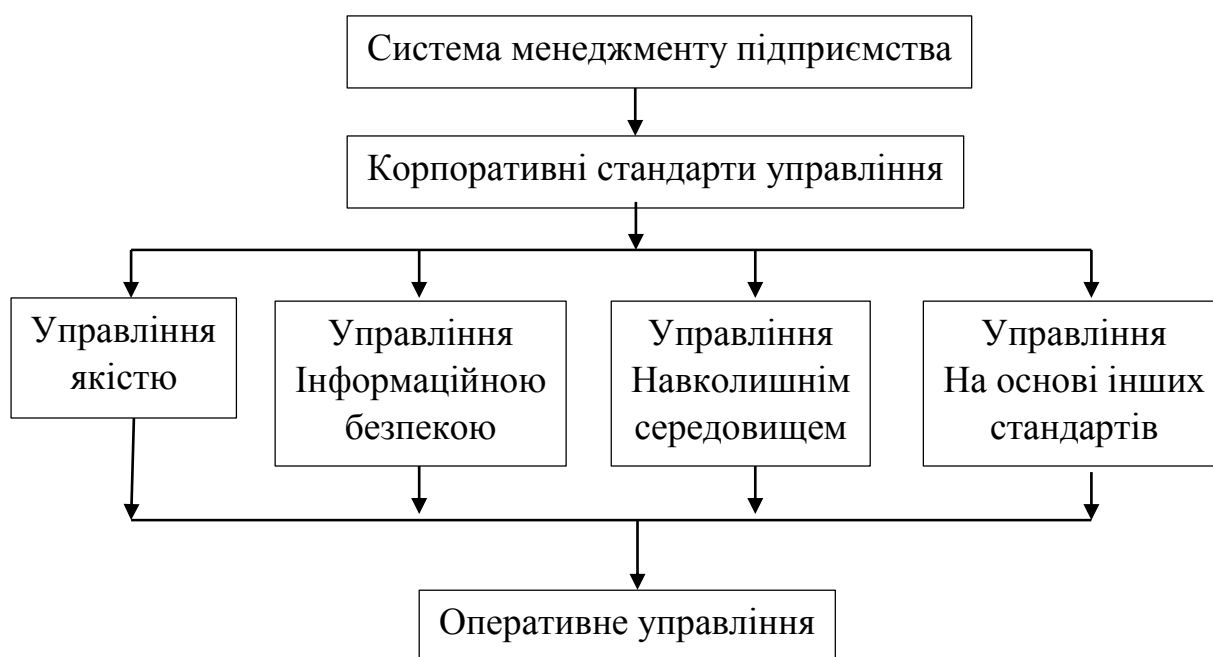 Система менеджменту підприємства
Корпоративні стандарти управління
Управління
якістю
Управління
Інформаційною
безпекою
Управління
Навколишнім
середовищем
Управління
На основі інших
стандартів
Оперативне управління